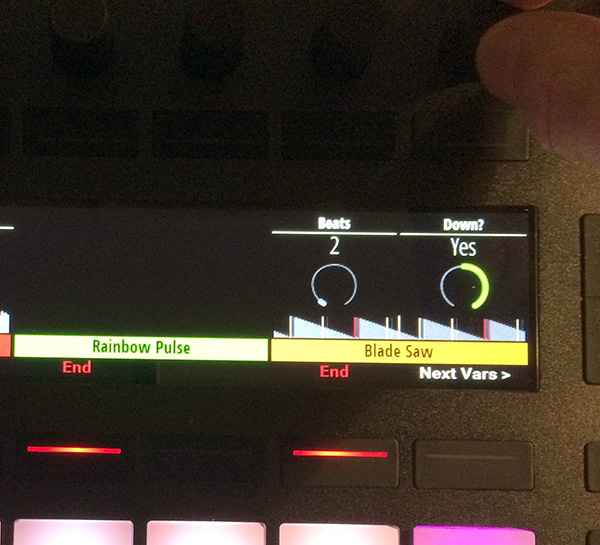 Beats Down?
2 Yes
Rainbow Pulse Blade Saw
End End Next Vars >